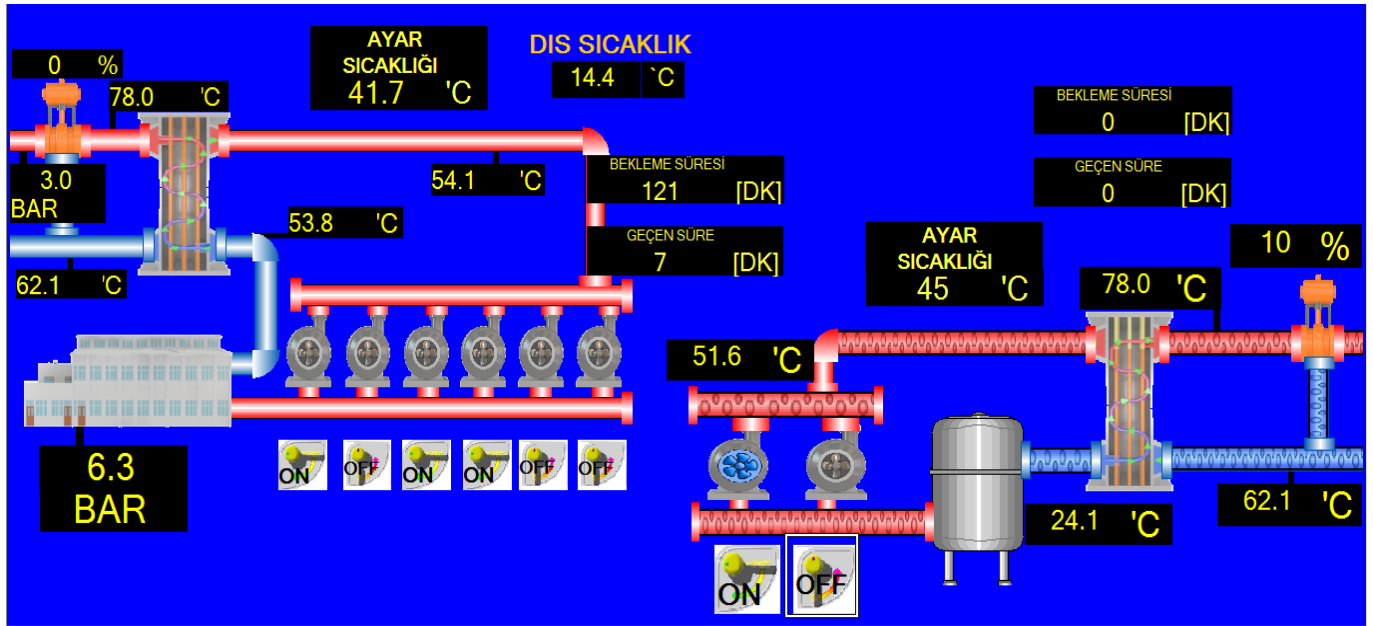 AYAR
SICAKLIĞI
41.7 'C
DIS SICAKLIK
14.4 `C
0 %
78.0 'C
BEKLEME SÜRESİ
0 [DK]
3.0
BAR
54.1 'C
BEKLEME SÜRESİ
121 [DK]
GEÇEN SÜRE
0 [DK]
53.8 'C
GEÇEN SÜRE
7 [DK]
AYAR
SICAKLIĞI
45 'C
10 %
62.1 'C
78.0 'C
51.6 'C
6.3
BAR
ON
OFF
ON
ON
OFF
OFF
24.1 'C
62.1 'C
ON
OFF